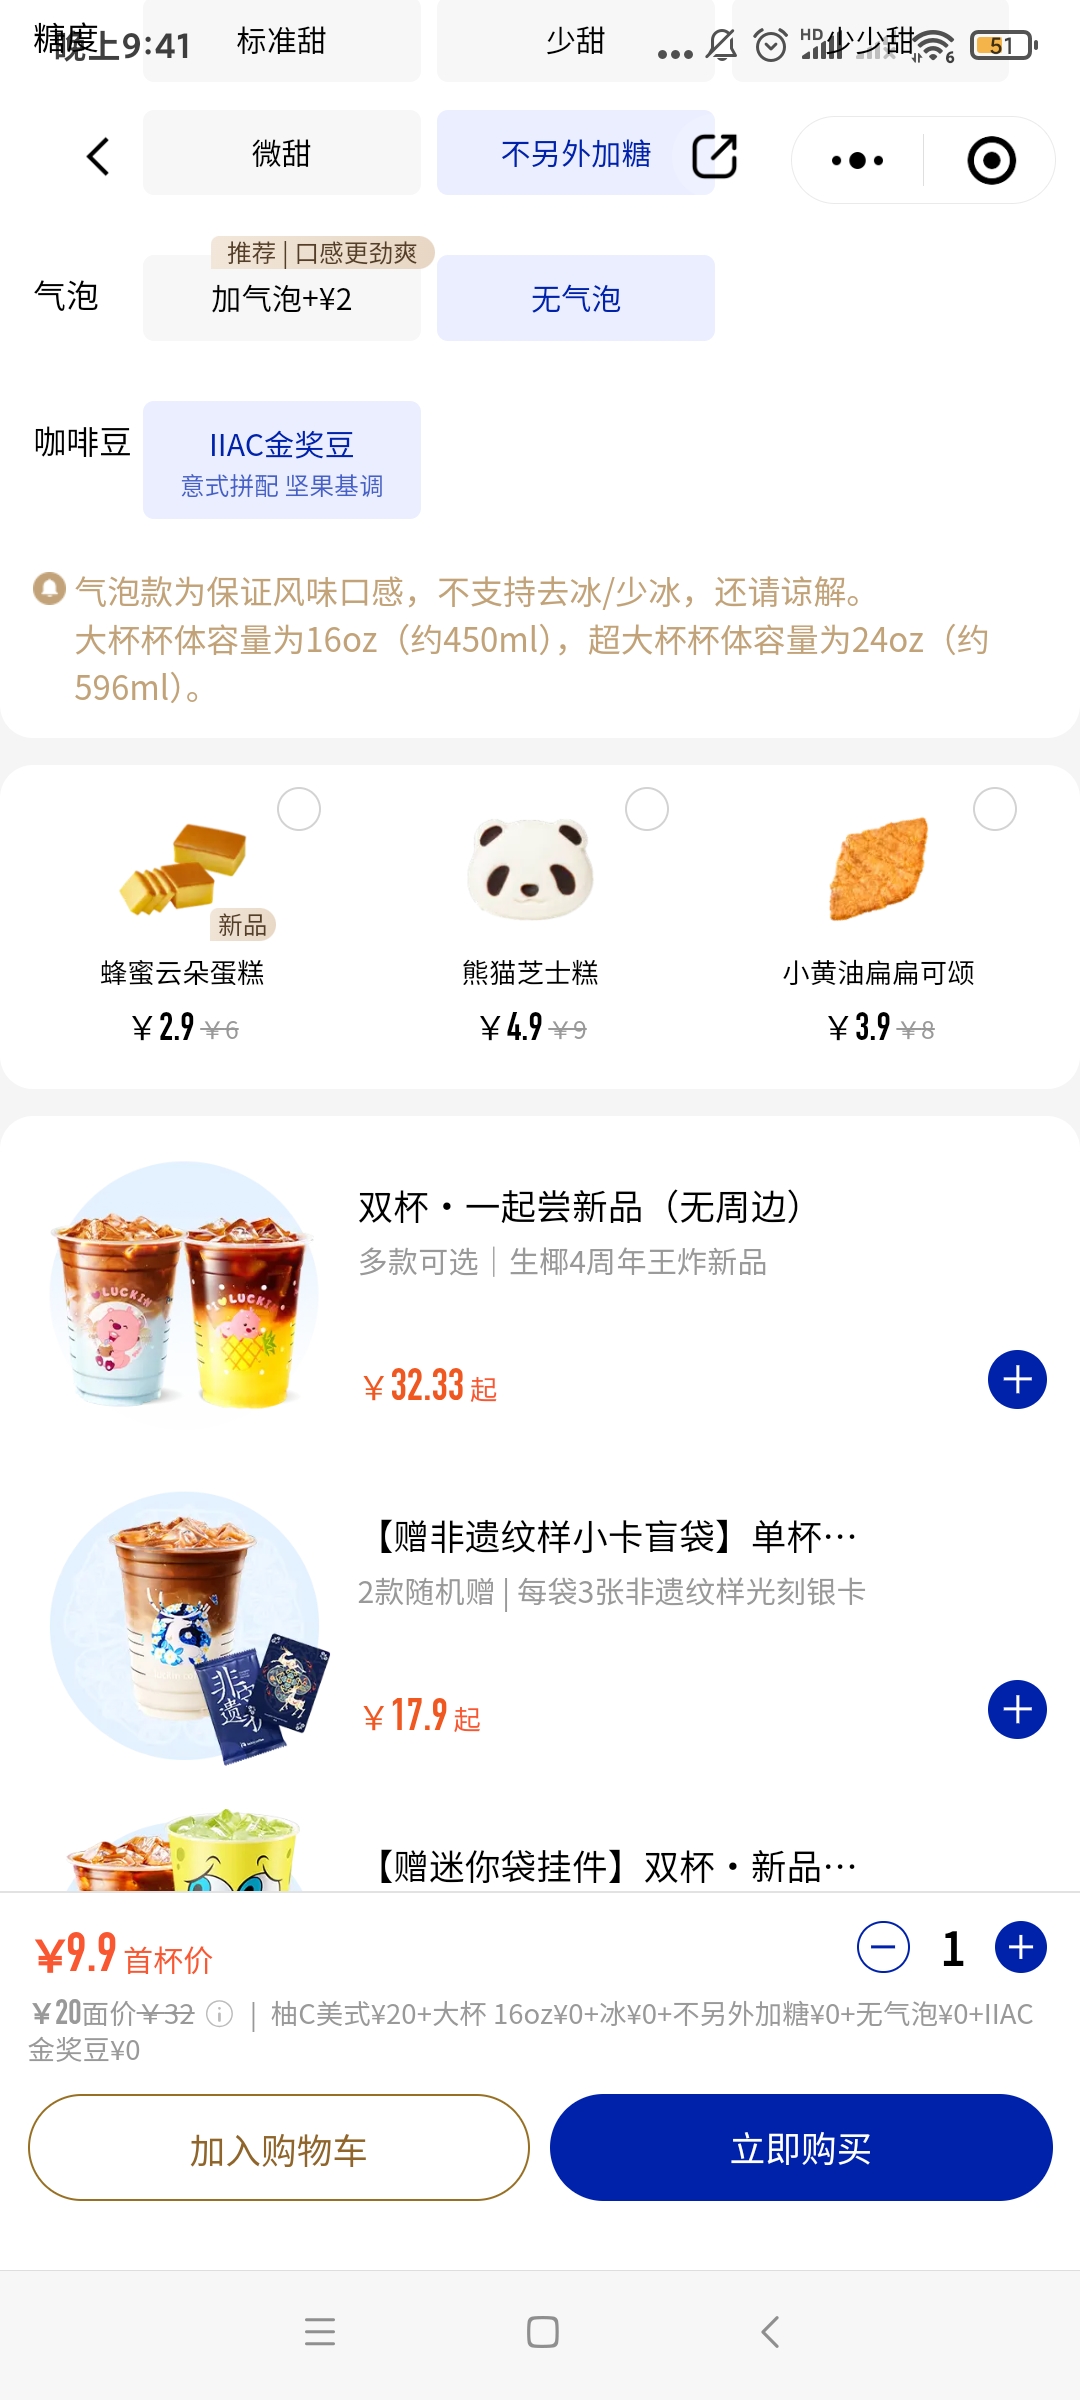 糖度
标准甜
少甜
少少甜
晚上9:41
HD
6
51
微甜
不另外加糖
推荐 | 口感更劲爽
气泡
加气泡+¥2
无气泡
咖啡豆
IIAC金奖豆
意式拼配 坚果基调
气泡款为保证风味口感，不支持去冰/少冰，还请谅解。
大杯杯体容量为16oz（约450ml），超大杯杯体容量为24oz（约
596ml）。
新品
蜂蜜云朵蛋糕
熊猫芝士糕
小黄油扁扁可颂
￥2.9 ￥6
￥4.9 ￥9
￥3.9 ￥8
双杯·一起尝新品（无周边）
多款可选｜生椰4周年王炸新品
LUCKIN
LUCKIN
￥32.33 起
【赠非遗纹样小卡盲袋】单杯…
2款随机赠 | 每袋3张非遗纹样光刻银卡
非遗
￥17.9 起
【赠迷你袋挂件】双杯·新品…
¥9.9 首杯价
1
￥20面价￥32 | 柚C美式¥20+大杯 16oz¥0+冰¥0+不另外加糖¥0+无气泡¥0+IIAC
金奖豆¥0
加入购物车
立即购买